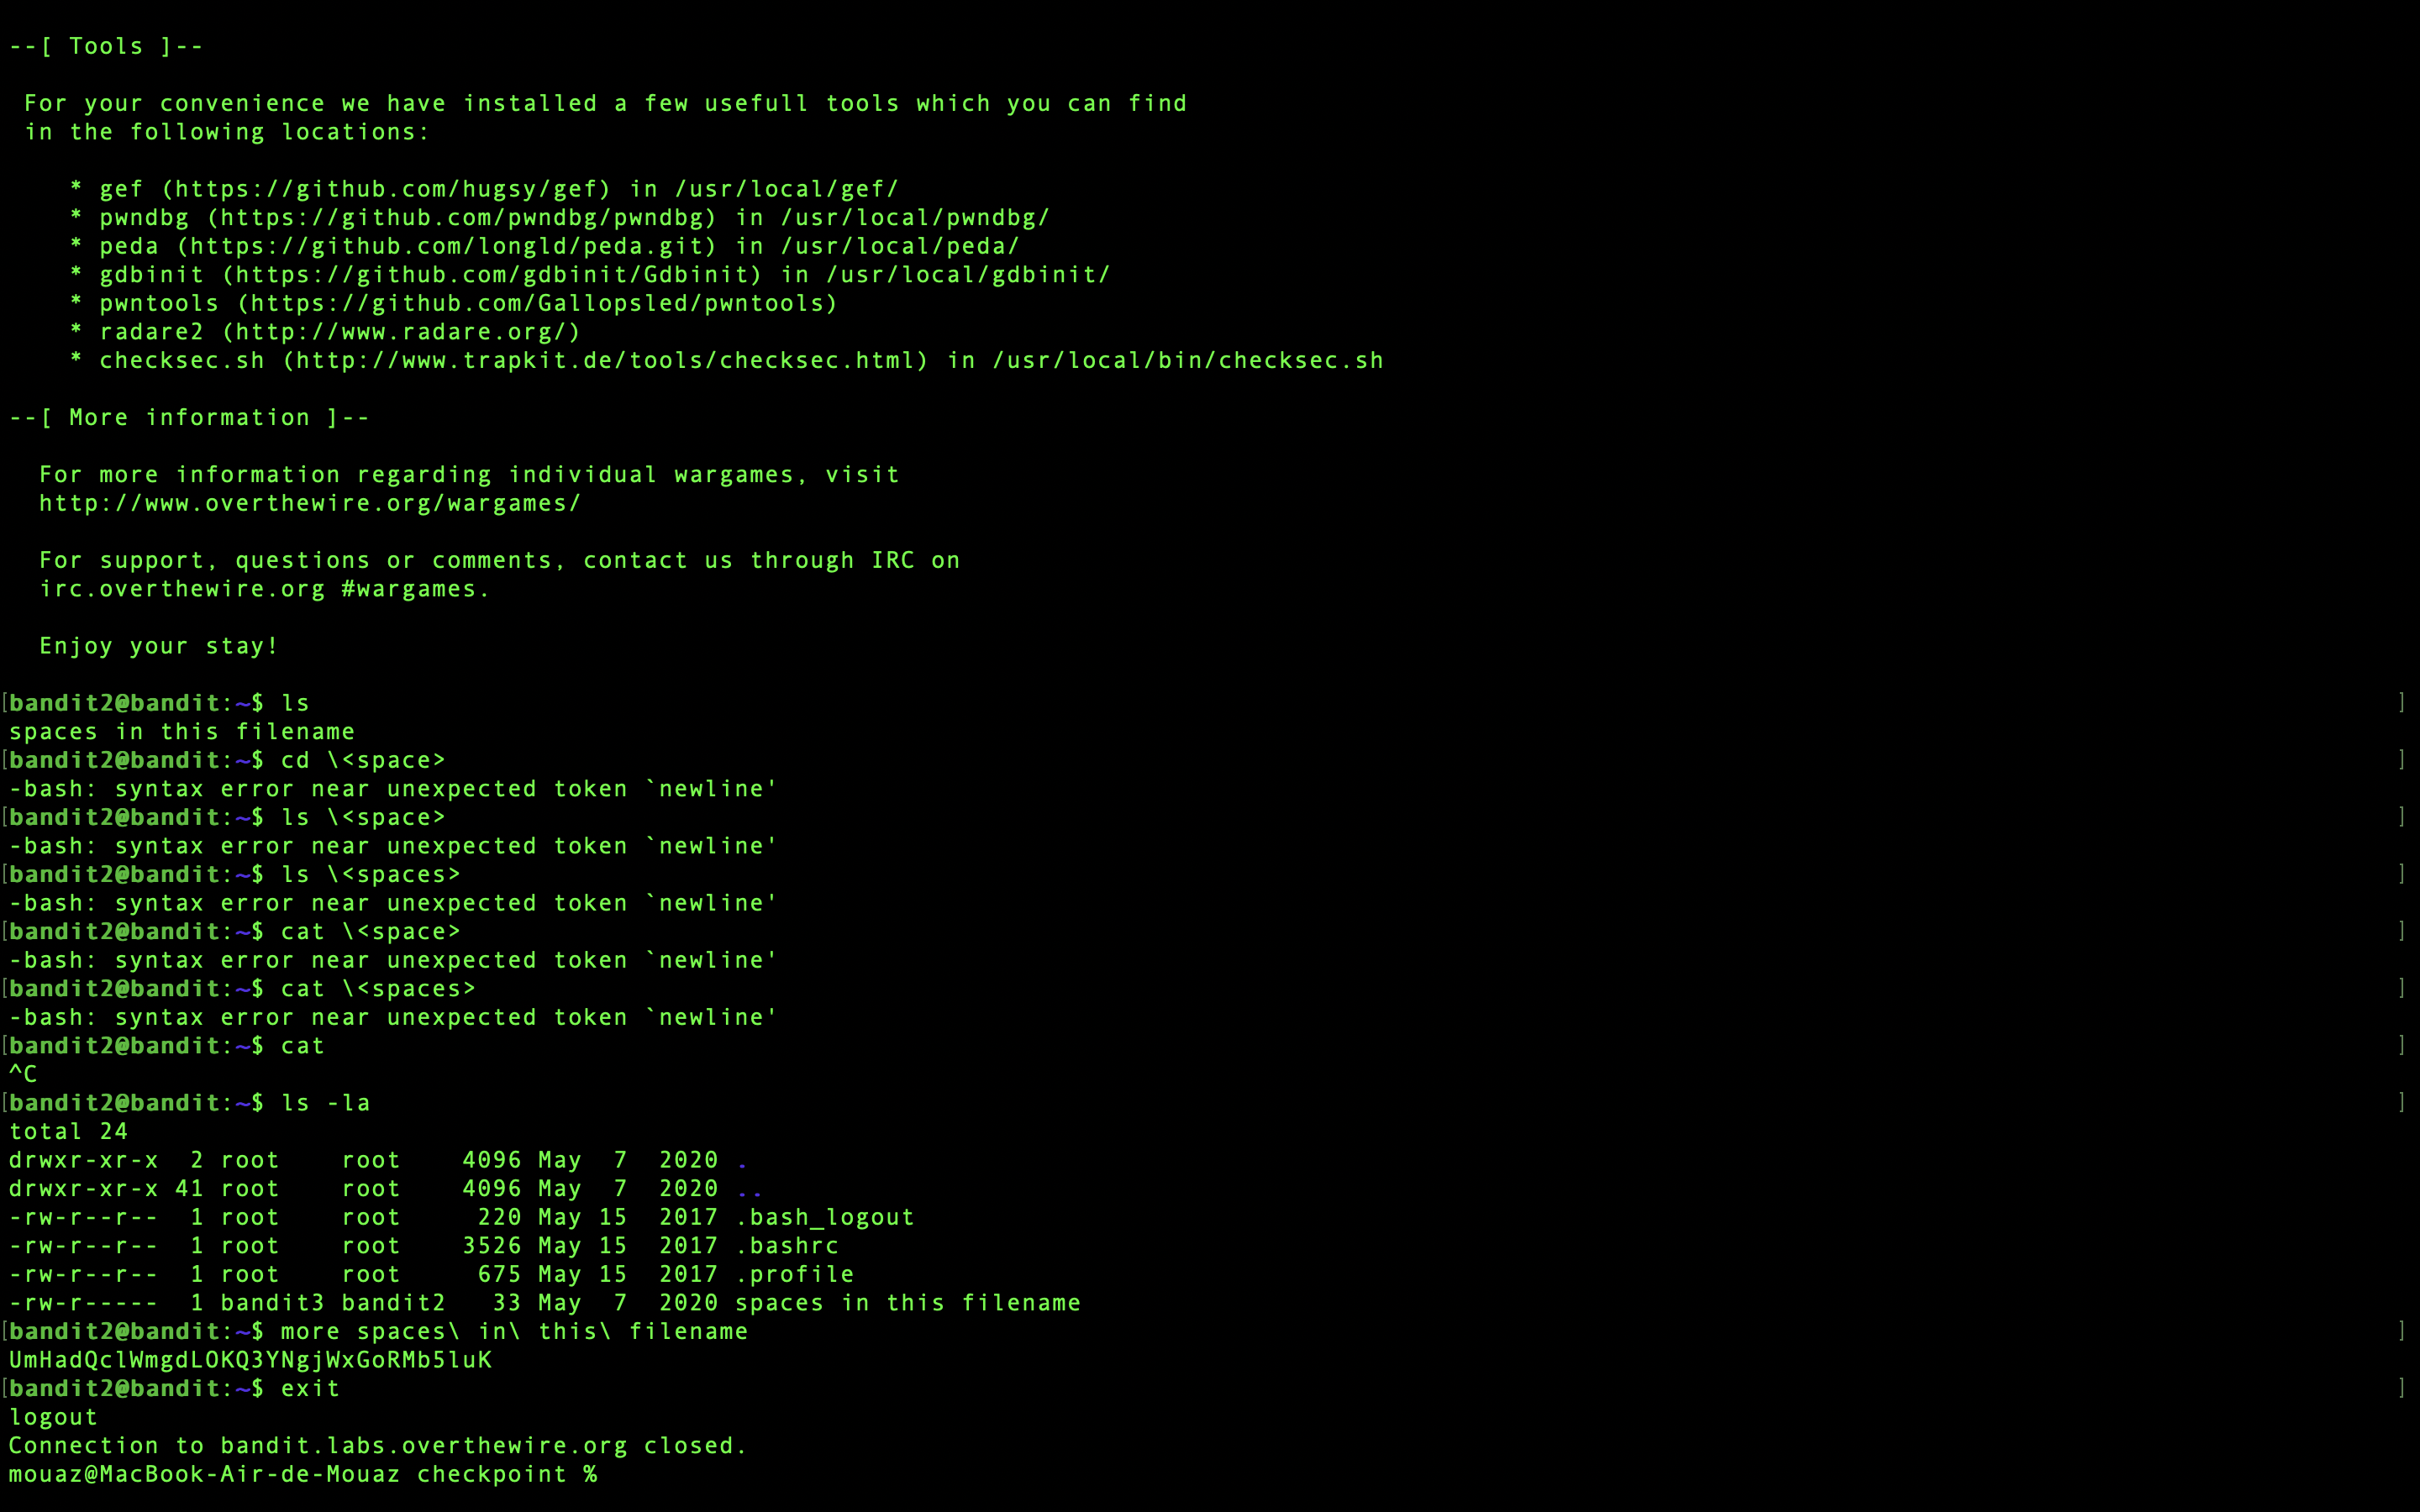 --[ Tools ]--
For your convenience we have installed a few usefull tools which you can find
in the following locations:
* gef (https://github.com/hugsy/gef) in /usr/local/gef/
* pwndbg (https://github.com/pwndbg/pwndbg) in /usr/local/pwndbg/
* peda (https://github.com/longld/peda.git) in /usr/local/peda/
* gdbinit (https://github.com/gdbinit/Gdbinit) in /usr/local/gdbinit/
* pwntools (https://github.com/Gallopsled/pwntools)
* radare2 (http://www.radare.org/)
* checksec.sh (http://www.trapkit.de/tools/checksec.html) in /usr/local/bin/checksec.sh
--[ More information ]--
For more information regarding individual wargames, visit
http://www.overthewire.org/wargames/
For support, questions or comments, contact us through IRC on
irc.overthewire.org #wargames.
Enjoy your stay!
[bandit2@bandit:~$ ls ]
spaces in this filename
[bandit2@bandit:~$ cd \<space> ]
-bash: syntax error near unexpected token `newline'
[bandit2@bandit:~$ ls \<space> ]
-bash: syntax error near unexpected token `newline'
[bandit2@bandit:~$ ls \<spaces> ]
-bash: syntax error near unexpected token `newline'
[bandit2@bandit:~$ cat \<space> ]
-bash: syntax error near unexpected token `newline'
[bandit2@bandit:~$ cat \<spaces> ]
-bash: syntax error near unexpected token `newline'
[bandit2@bandit:~$ cat ]
^C
[bandit2@bandit:~$ ls -la ]
total 24
drwxr-xr-x  2 root    root    4096 May  7  2020 .
drwxr-xr-x 41 root    root    4096 May  7  2020 ..
-rw-r--r--  1 root    root     220 May 15  2017 .bash_logout
-rw-r--r--  1 root    root    3526 May 15  2017 .bashrc
-rw-r--r--  1 root    root     675 May 15  2017 .profile
-rw-r-----  1 bandit3 bandit2   33 May  7  2020 spaces in this filename
[bandit2@bandit:~$ more spaces\ in\ this\ filename ]
UmHadQclWmgdLOKQ3YNgjWxGoRMb5luK
[bandit2@bandit:~$ exit ]
logout
Connection to bandit.labs.overthewire.org closed.
mouaz@MacBook-Air-de-Mouaz checkpoint %